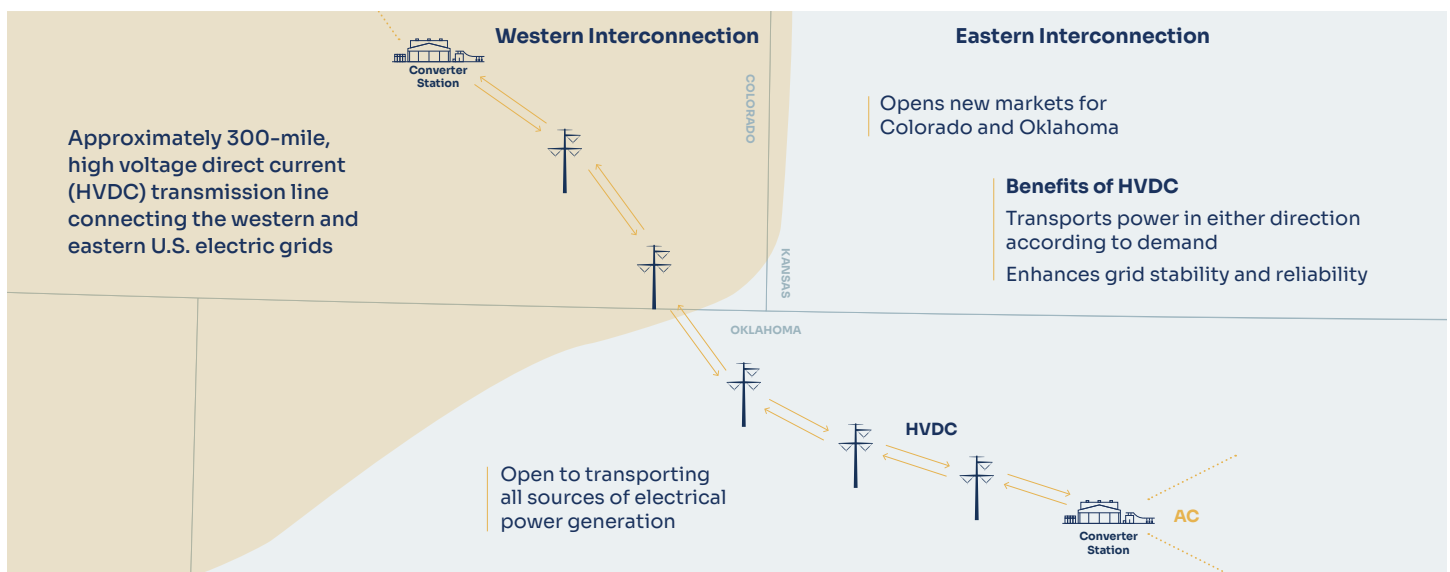 Western Interconnection
Eastern Interconnection
Converter
Station
COLORADO
Opens new markets for
Colorado and Oklahoma
Approximately 300-mile,
high voltage direct current
(HVDC) transmission line
connecting the western and
eastern U.S. electric grids
Benefits of HVDC
Transports power in either direction
according to demand
Enhances grid stability and reliability
KANSAS
OKLAHOMA
HVDC
Open to transporting
all sources of electrical
power generation
AC
Converter
Station